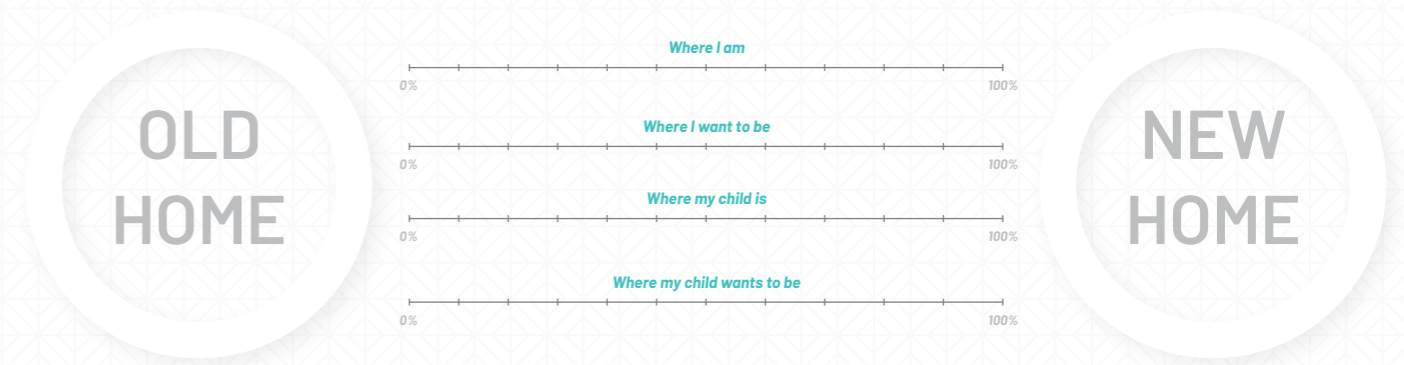 OLD
HOME
Where I am
0% 100%
Where I want to be
0% 100%
Where my child is
0% 100%
Where my child wants to be
0% 100%
NEW
HOME